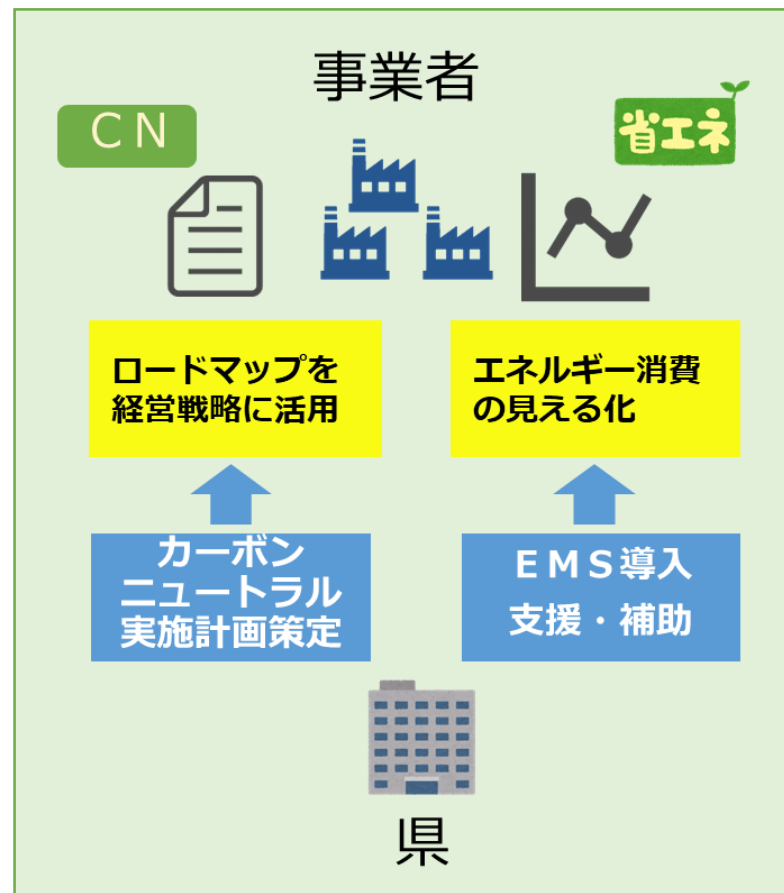 事業者
ＣＮ
省エネ
ロードマップを
経営戦略に活用
エネルギー消費
の見える化
カーボン
ニュートラル
実施計画策定
ＥＭＳ導入
支援・補助
県